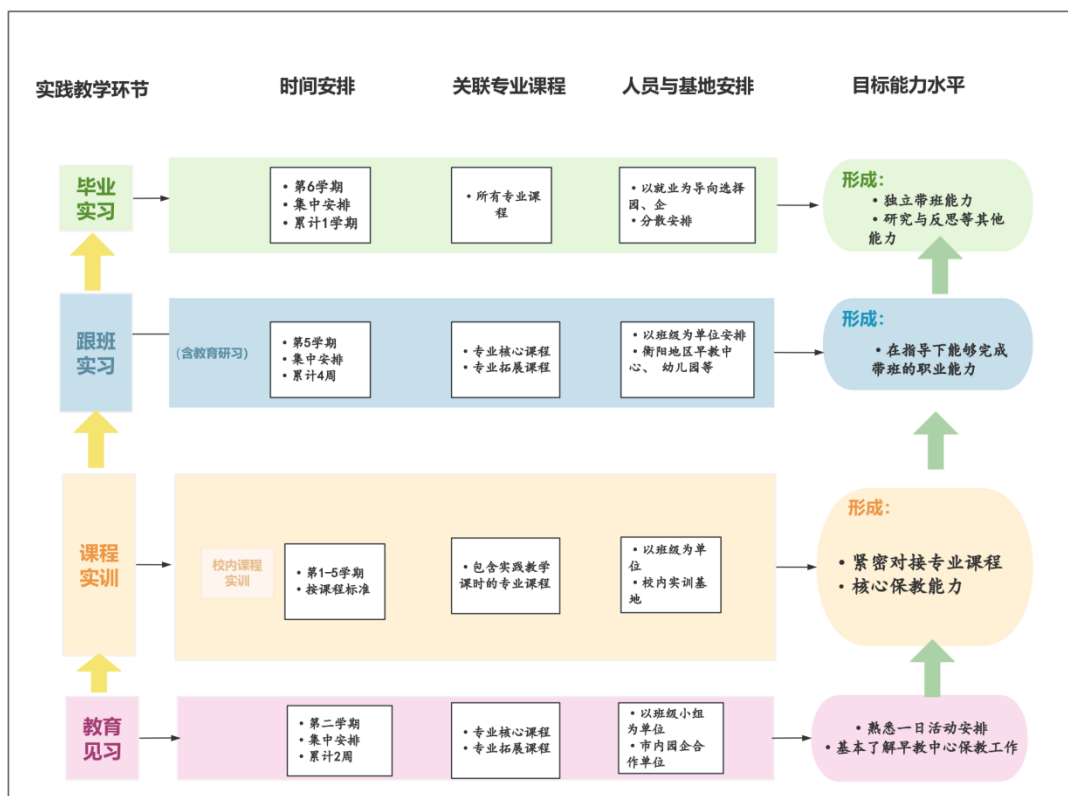 实践教学环节
时间安排
关联专业课程
人员与基地安排
目标能力水平
毕业
实习
• 第6学期
• 集中安排
• 累计1学期
• 所有专业课
程
• 以就业为导向选择
园、企
• 分散安排
形成：
• 独立带班能力
• 研究与反思等其他
能力
跟班
实习
(含教育研习)
• 第5学期
• 集中安排
• 累计4周
• 专业核心课程
• 专业拓展课程
• 以班级为单位安排
• 衡阳地区早教中
心、 幼儿园等
形成：
• 在指导下能够完成
带班的职业能力
课程
实训
校内课程
实训
• 第1-5学期
• 按课程标准
• 包含实践教学
课时的专业课程
• 以班级为单
位
• 校内实训基
地
形成：
• 紧密对接专业课程
• 核心保教能力
教育
见习
• 第二学期
• 集中安排
• 累计2周
• 专业核心课程
• 专业拓展课程
• 以班级小组
为单位
• 市内园企合
作单位
• 熟悉一日活动安排
• 基本了解早教中心保教工作